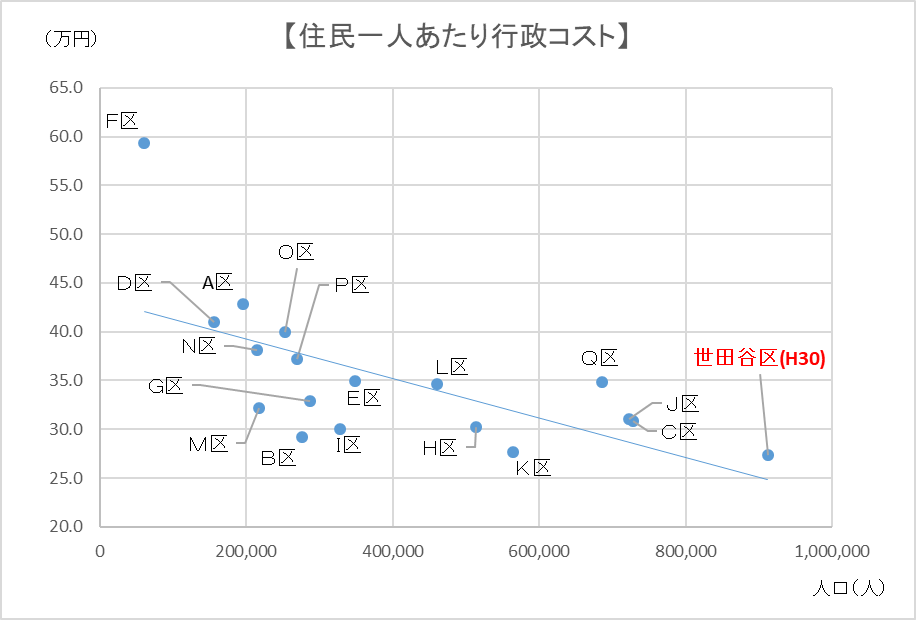 【住民一人あたり行政コスト】
（万円）
65.0
60.0
55.0
50.0
45.0
40.0
35.0
30.0
25.0
20.0
Ｆ区
Ｏ区
Ｄ区
Ａ区
Ｐ区
Ｎ区
世田谷区(H30)
Ｑ区
Ｌ区
Ｇ区
Ｅ区
Ｊ区
Ｃ区
Ｍ区
Ｉ区
Ｈ区
Ｂ区
Ｋ区
0
200,000
400,000
600,000
800,000
1,000,000
人口（人）